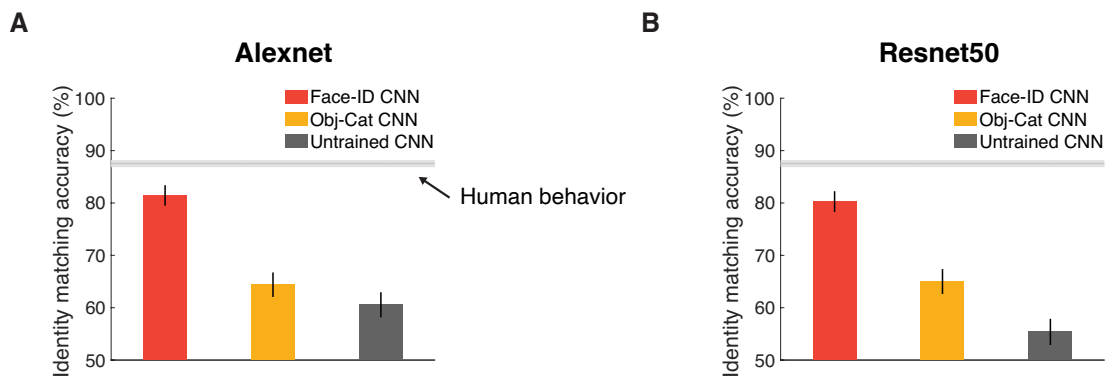 A
Alexnet
Identity matching accuracy (%)
100
90
80
70
60
50
Face-ID CNN
Obj-Cat CNN
Untrained CNN
Human behavior
B
Resnet50
Identity matching accuracy (%)
100
90
80
70
60
50
Face-ID CNN
Obj-Cat CNN
Untrained CNN